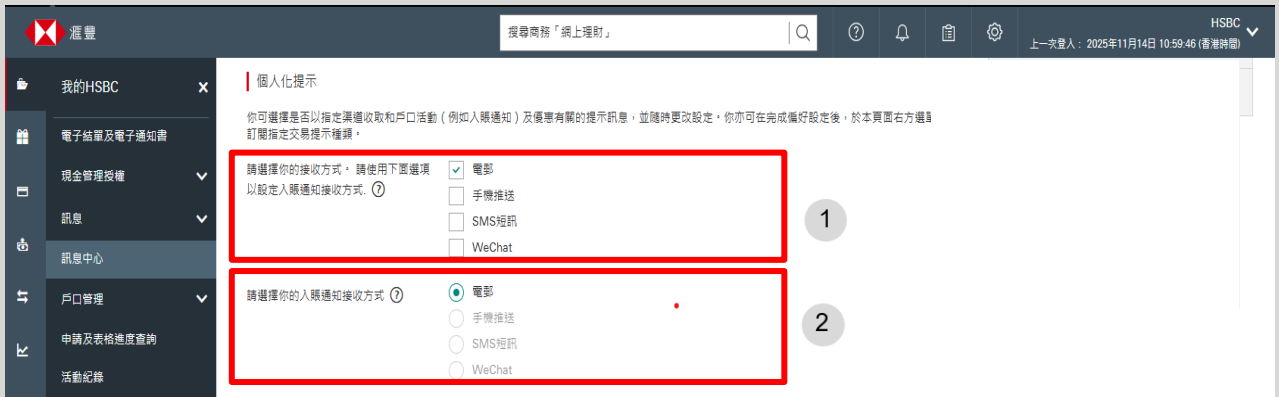 滙豐
搜尋商務「網上理財」
HSBC
上一次登入： 2025年11月14日 10:59:46 (香港時間)
我的HSBC
電子結單及電子通知書
現金管理授權
訊息
訊息中心
戶口管理
申請及表格進度查詢
活動紀錄
個人化提示
你可選擇是否以指定渠道收取和戶口活動（例如入賬通知）及優惠有關的提示訊息，並隨時更改設定。你亦可在完成偏好設定後，於本頁面右方選
訂閱指定交易提示種類。
請選擇你的接收方式。 請使用下面選項
以設定入賬通知接收方式. ?
電郵
手機推送
SMS短訊
WeChat
1
請選擇你的入賬通知接收方式 ?
電郵
手機推送
SMS短訊
WeChat
2